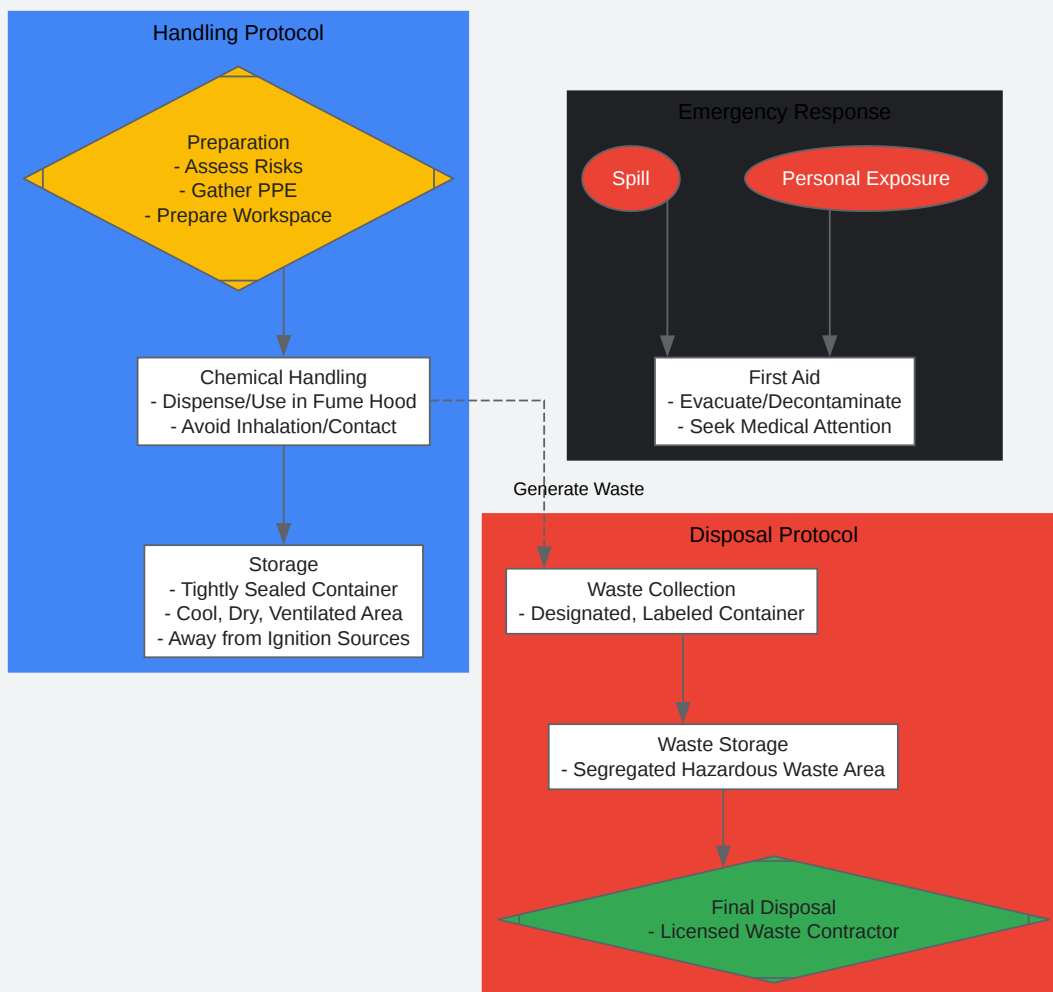 Handling Protocol
Preparation
- Assess Risks
- Gather PPE
- Prepare Workspace
Chemical Handling
- Dispense/Use in Fume Hood
- Avoid Inhalation/Contact
Storage
- Tightly Sealed Container
- Cool, Dry, Ventilated Area
- Away from Ignition Sources
Emergency Response
Spill
Personal Exposure
First Aid
- Evacuate/Decontaminate
- Seek Medical Attention
Generate Waste
Disposal Protocol
Waste Collection
- Designated, Labeled Container
Waste Storage
- Segregated Hazardous Waste Area
Final Disposal
- Licensed Waste Contractor